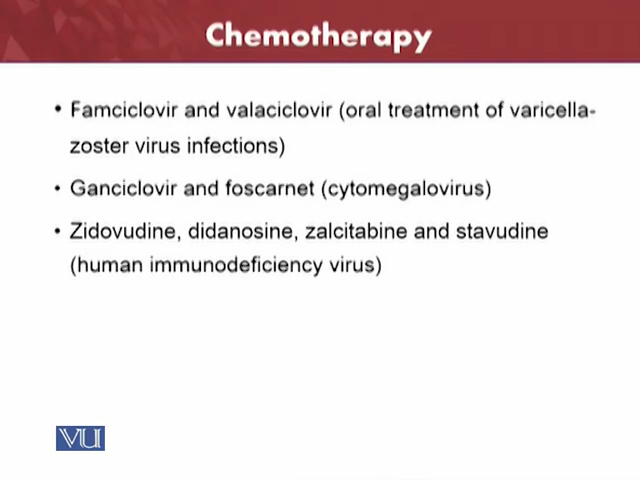 Chemotherapy
• Famciclovir and valaciclovir (oral treatment of varicella-
zoster virus infections)
• Ganciclovir and foscarnet (cytomegalovirus)
• Zidovudine, didanosine, zalcitabine and stavudine
(human immunodeficiency virus)
VU